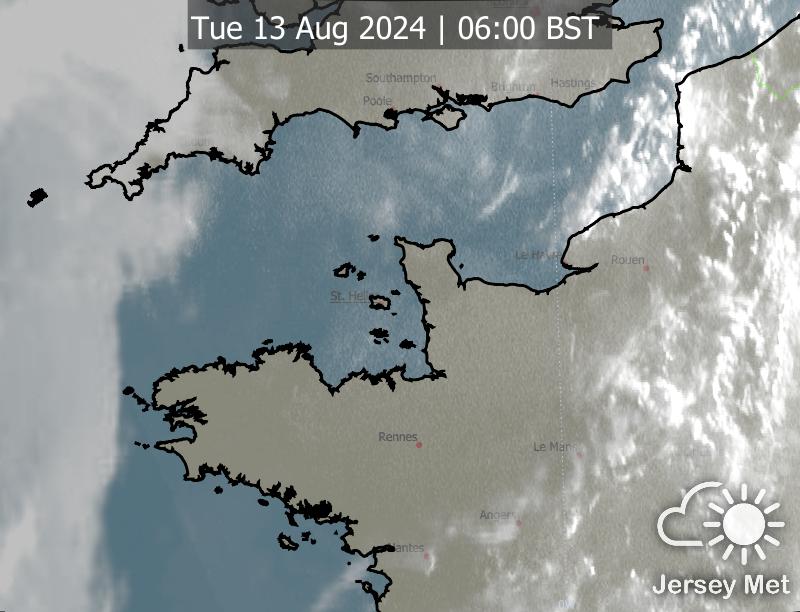 Tue 13 Aug 2024 | 06:00 BST
Southampton
Hastings
Poole
Brighton
Le Havre
Rouen
St. Heli
Rennes
Le Mans
Angers
Nantes
Jersey Met